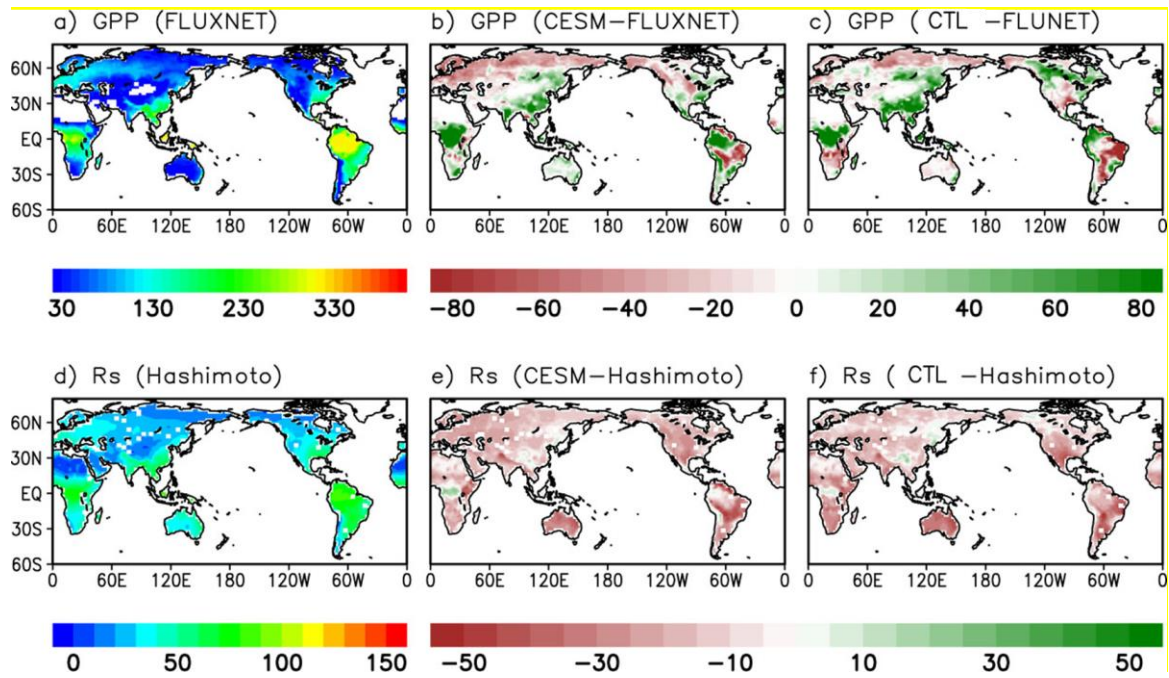 a) GPP (FLUXNET)
b) GPP (CESM-FLUXNET)
c) GPP ( CTL -FLUNET)
60N
30N
EQ
30S
60S
0 60E 120E 180 120W 60W 0
0 60E 120E 180 120W 60W 0
0 60E 120E 180 120W 60W 0
30 130 230 330
-80 -60 -40 -20 0 20 40 60 80
d) Rs (Hashimoto)
e) Rs (CESM-Hashimoto)
f) Rs ( CTL -Hashimoto)
60N
30N
EQ
30S
60S
0 60E 120E 180 120W 60W 0
0 60E 120E 180 120W 60W 0
0 60E 120E 180 120W 60W 0
0 50 100 150
-50 -30 -10 10 30 50